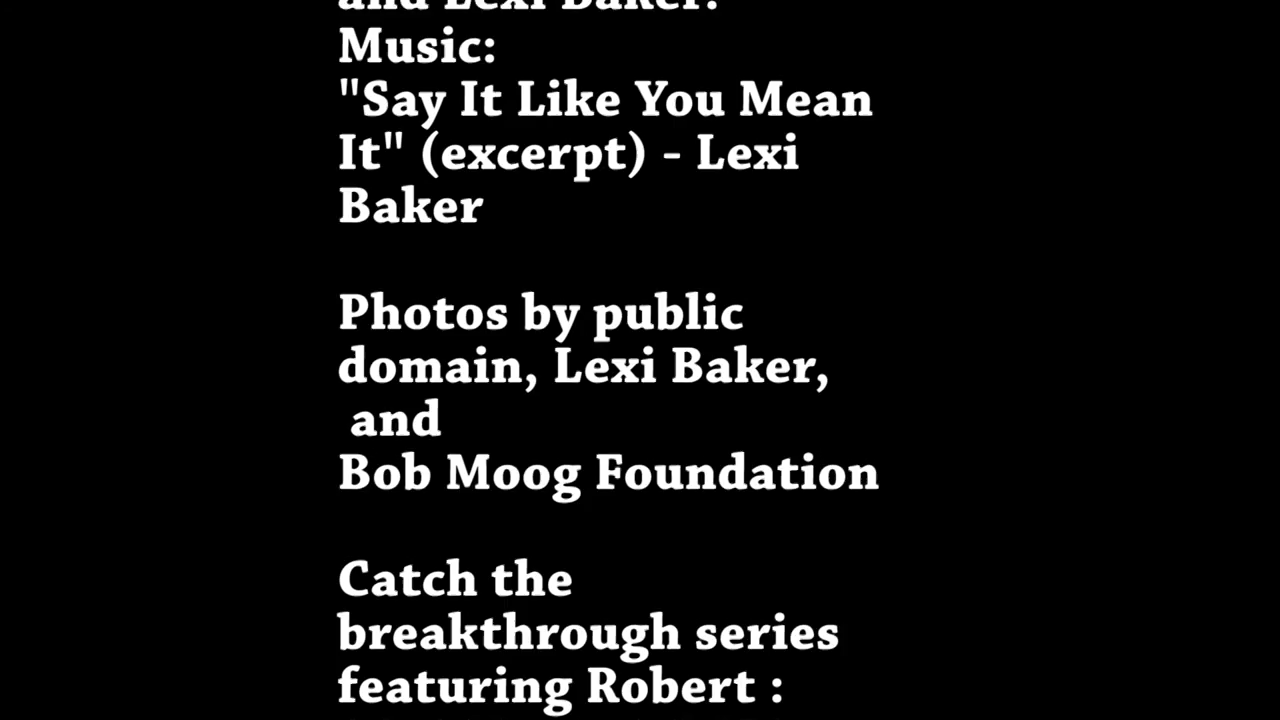 and Lexi Baker.
Music:
"Say It Like You Mean
It" (excerpt) - Lexi
Baker
Photos by public
domain, Lexi Baker,
and
Bob Moog Foundation
Catch the
breakthrough series
featuring Robert :